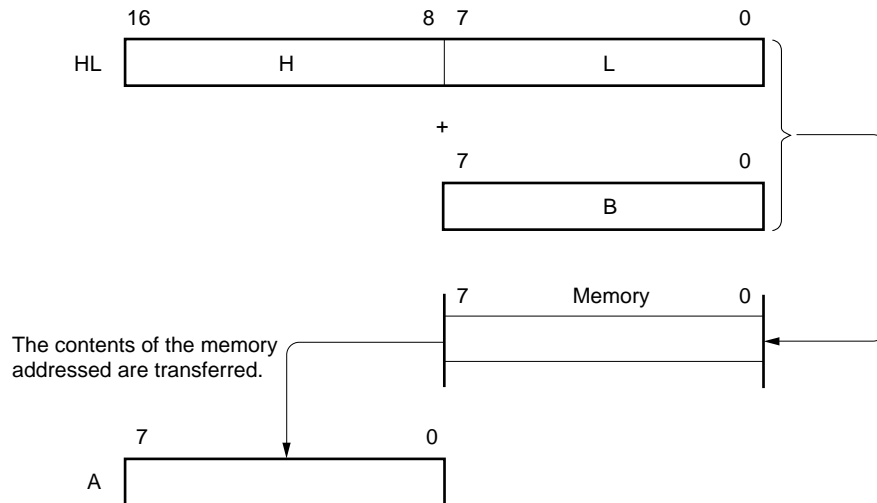 16 8 7 0
HL H L
+
7 0
B
7 Memory 0
The contents of the memory
addressed are transferred.
7 0
A